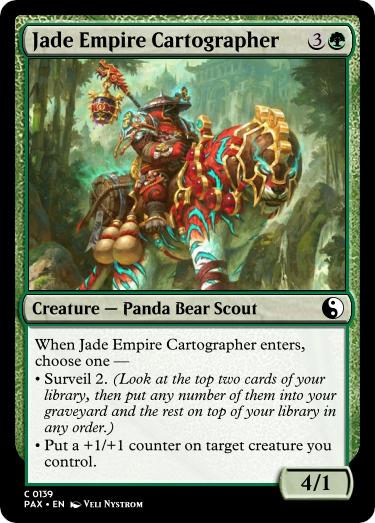 Jade Empire Cartographer 3
Creature — Panda Bear Scout
When Jade Empire Cartographer enters,
choose one —
• Surveil 2. (Look at the top two cards of your
library, then put any number of them into your
graveyard and the rest on top of your library in
any order.)
• Put a +1/+1 counter on target creature you
control.
4/1
C 0139
PAX • EN Veli Nystrom